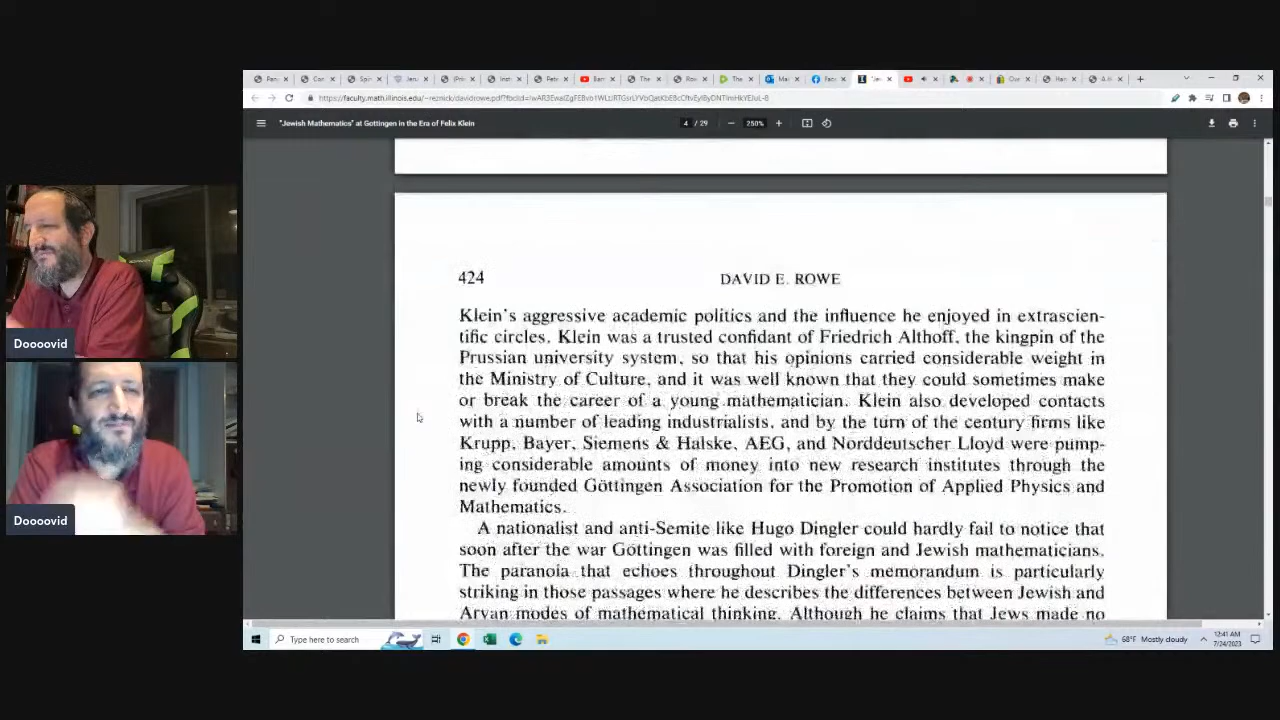 "Jewish Mathematics" at Gottingen in the Era of Felix Klein
4 / 29
250%
424
DAVID E. ROWE
Klein's aggressive academic politics and the influence he enjoyed in extrascien-
tific circles. Klein was a trusted confidant of Friedrich Althoff, the kingpin of the
Prussian university system, so that his opinions carried considerable weight in
the Ministry of Culture, and it was well known that they could sometimes make
or break the career of a young mathematician. Klein also developed contacts
with a number of leading industrialists, and by the turn of the century firms like
Krupp, Bayer, Siemens & Halske, AEG, and Norddeutscher Lloyd were pump-
ing considerable amounts of money into new research institutes through the
newly founded Göttingen Association for the Promotion of Applied Physics and
Mathematics.
A nationalist and anti-Semite like Hugo Dingler could hardly fail to notice that
soon after the war Göttingen was filled with foreign and Jewish mathematicians.
The paranoia that echoes throughout Dingler's memorandum is particularly
striking in those passages where he describes the differences between Jewish and
Aryan modes of mathematical thinking. Although he claims that Jews made no
Doooovid
Doooovid
Type here to search
68°F Mostly cloudy
12:41 AM
7/24/2023